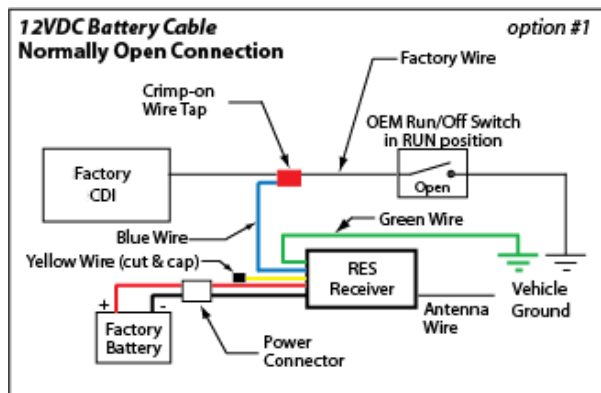 12VDC Battery Cable
option #1
Normally Open Connection
Factory Wire
Crimp-on
Wire Tap
OEM Run/Off Switch
in RUN position
Factory
CDI
Open
Green Wire
Blue Wire
Yellow Wire (cut & cap)
RES
Receiver
+
-
Antenna
Wire
Vehicle
Ground
Factory
Battery
Power
Connector